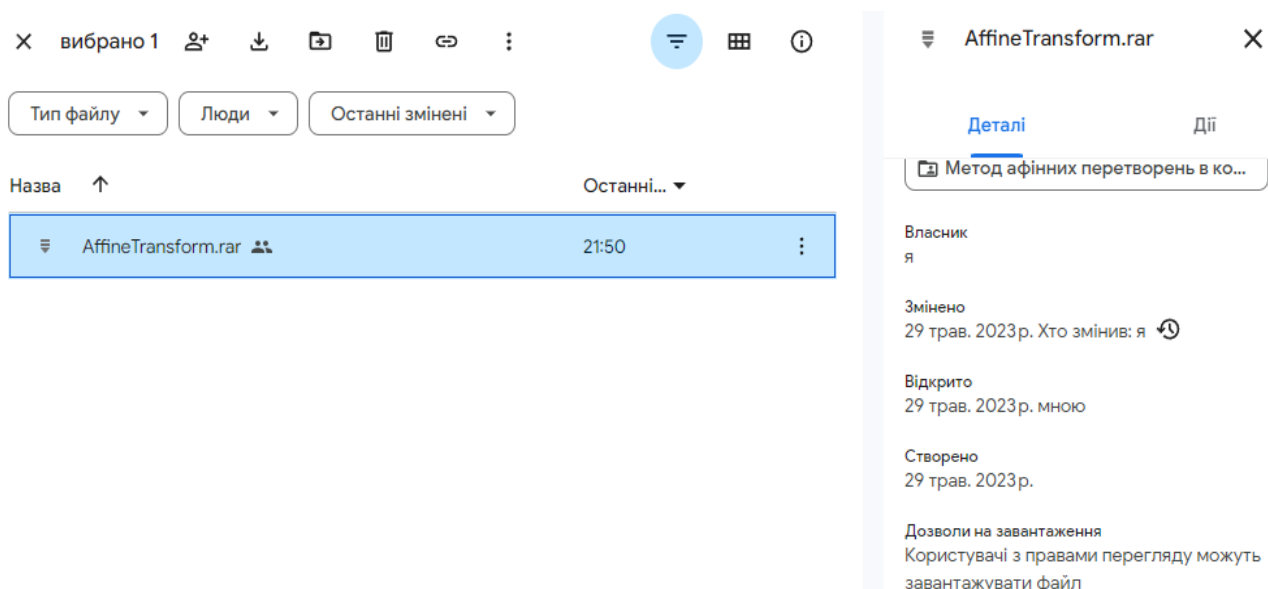 вибрано 1
Тип файлу
Люди
Останні змінені
Назва
Останні...
AffineTransform.rar
21:50
AffineTransform.rar
Деталі
Дії
Метод афінних перетворень в ко...
Власник
я
Змінено
29 трав. 2023 р. Хто змінив: я
Відкрито
29 трав. 2023 р. мною
Створено
29 трав. 2023 р.
Дозволи на завантаження
Користувачі з правами перегляду можуть
завантажувати файл